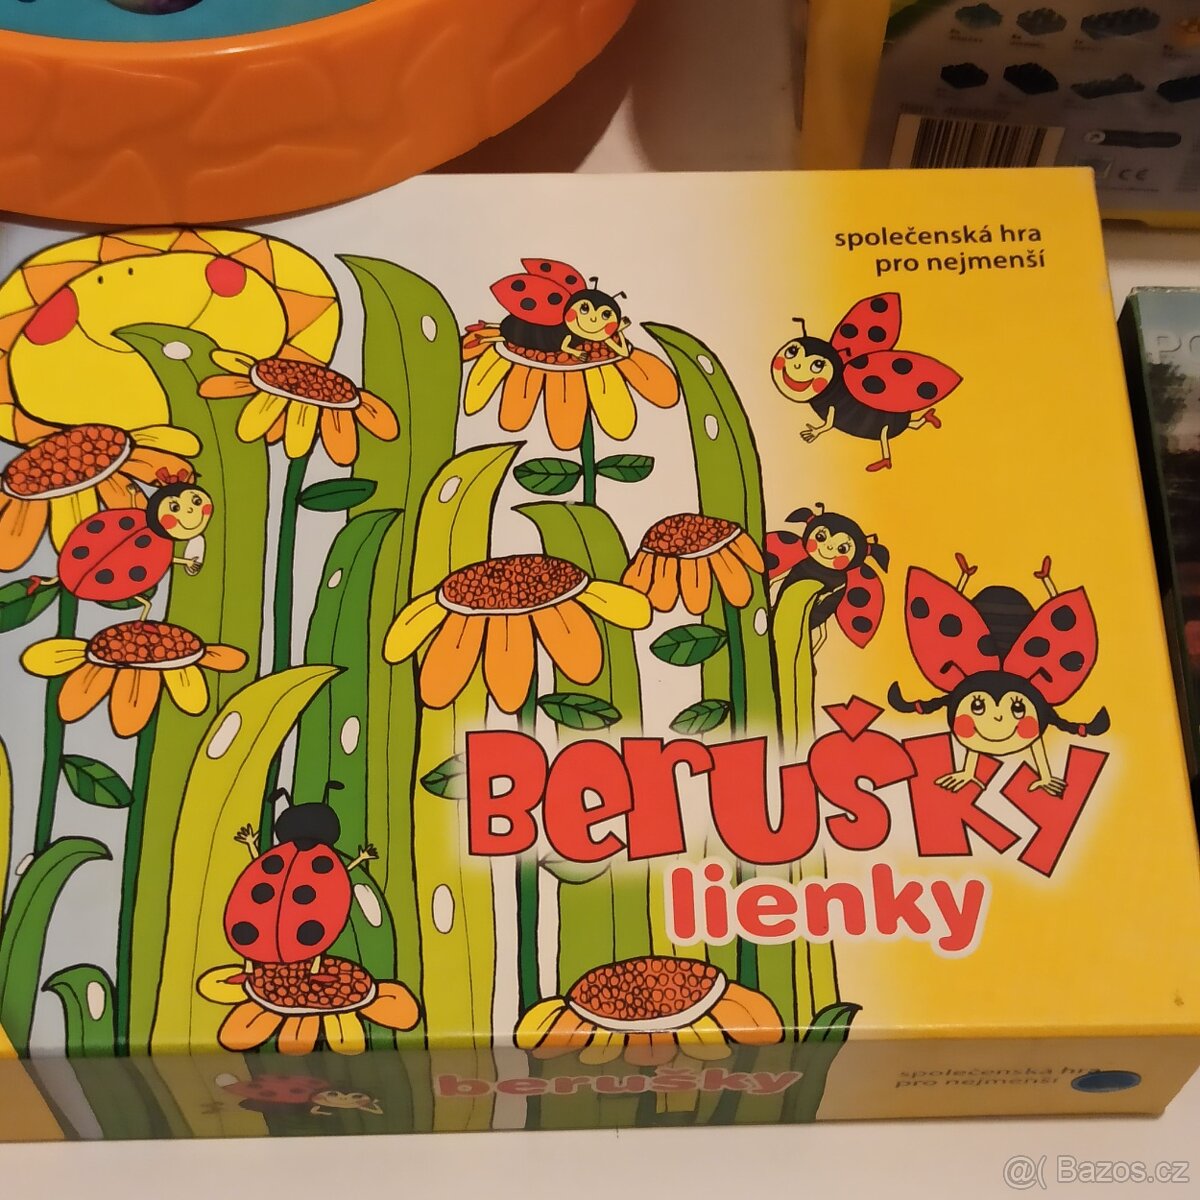 společenská hra
pro nejmenší
Berušky
lienky
berušky
společenská hra
pro nejmenší
@( Bazos.cz